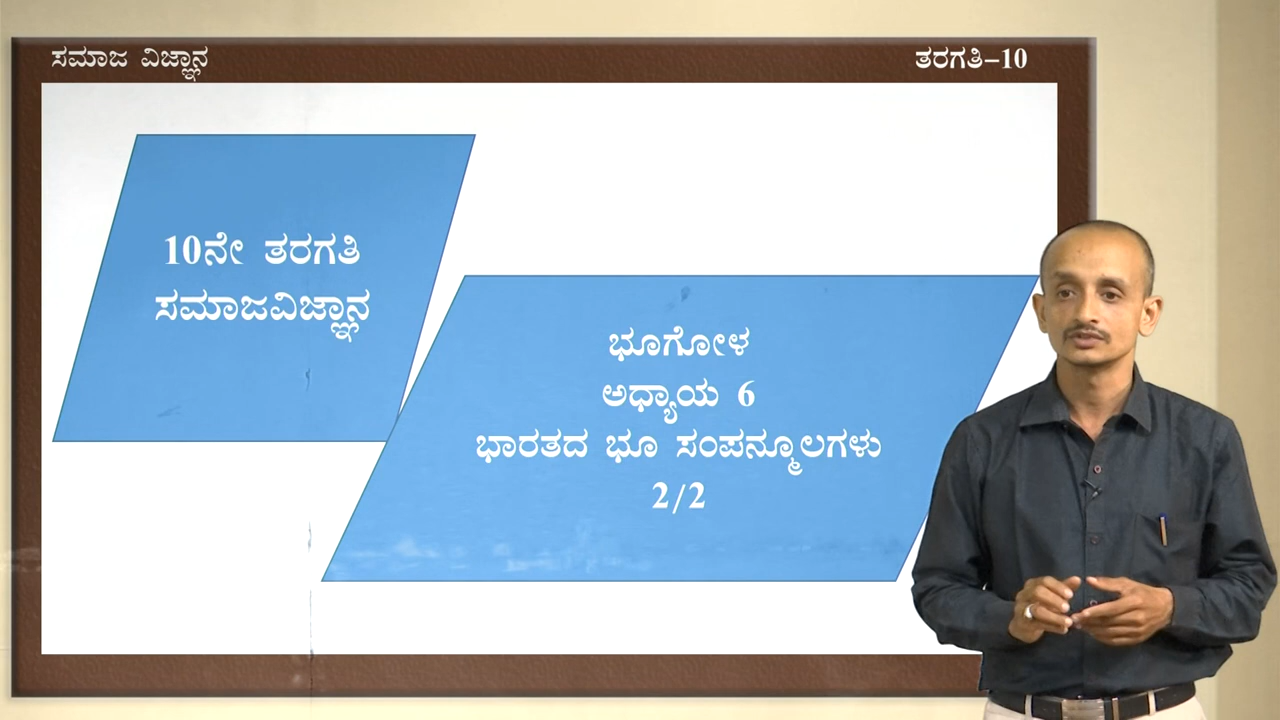 ಸಮಾಜ ವಿಜ್ಞಾನ
ತರಗತಿ-10
10ನೇ ತರಗತಿ
ಸಮಾಜವಿಜ್ಞಾನ
ಭೂಗೋಳ
ಅಧ್ಯಾಯ 6
ಭಾರತದ ಭೂ ಸಂಪನ್ಮೂಲಗಳು
2/2